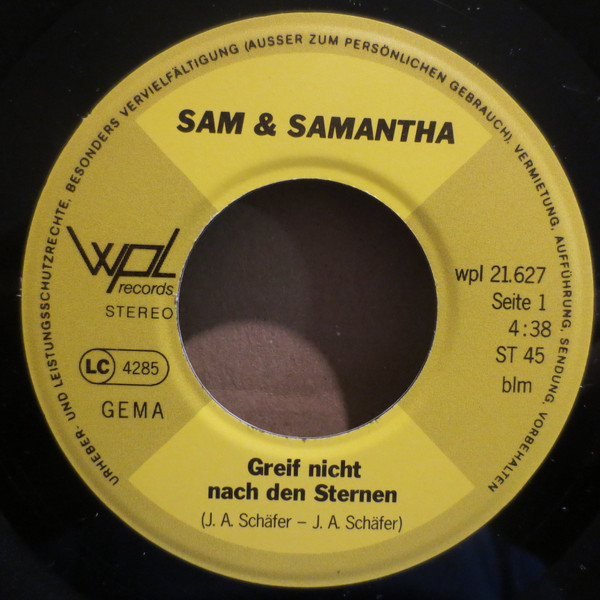 URHEBER- UND LEISTUNGSSCHUTZRECHTE, BESONDERS VERVIELFÄLTIGUNG (AUSSER ZUM PERSÖNLICHEN GEBRAUCH), VERMIETUNG, AUFFÜHRUNG, SENDUNG, VORBEHALTEN
SAM & SAMANTHA
wpl
records
STEREO
LC 4285
GEMA
wpl 21.627
Seite 1
4:38
ST 45
blm
Greif nicht
nach den Sternen
(J. A. Schäfer – J. A. Schäfer)